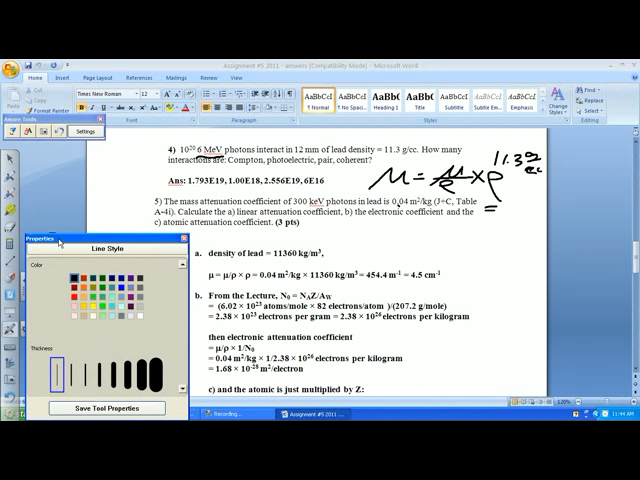 Assignment #5 2011 - answers [Compatibility Mode] - Microsoft Word
Home
Insert
Page Layout
References
Mailings
Review
View
Cut
Copy
Format Painter
Paste
Times New Roman
12
Font
Paragraph
Styles
AaBbCcI
AaBbCcI
AaBbCcI
¶ Normal
¶ No Spaci...
Heading 1
Title
Subtitle
Subtle Em...
Emphasis
Change
Styles
Find
Replace
Select
Editing
Settings
4) 10²⁰ 6 MeV photons interact in 12 mm of lead density = 11.3 g/cc. How many
interactions are: Compton, photoelectric, pair, coherent?
Ans: 1.793E19, 1.00E18, 2.556E19, 6E16
μ = μ/ρ × ρ
11.3 g/cc
=
5) The mass attenuation coefficient of 300 keV photons in lead is 0.04 m²/kg (J+C, Table
A-4i). Calculate the a) linear attenuation coefficient, b) the electronic coefficient and the
c) atomic attenuation coefficient. (3 pts)
a. density of lead = 11360 kg/m³,
μ = μ/ρ × ρ = 0.04 m²/kg × 11360 kg/m³ = 454.4 m⁻¹ = 4.5 cm⁻¹
b. From the Lecture, N₀ = NₐZ/A_W
= (6.02 × 10²³ atoms/mole × 82 electrons/atom )/(207.2 g/mole)
= 2.38 × 10²³ electrons per gram = 2.38 × 10²⁶ electrons per kilogram
then electronic attenuation coefficient
= μ/ρ × 1/N₀
= 0.04 m²/kg × 1/2.38 × 10²⁶ electrons per kilogram
= 1.68 × 10⁻²⁸ m²/electron
c) and the atomic is just multiplied by Z:
Properties
Line Style
Color
Thickness
Save Tool Properties
120%
Recording...
Assignment #5 2011 ...
11:44 AM